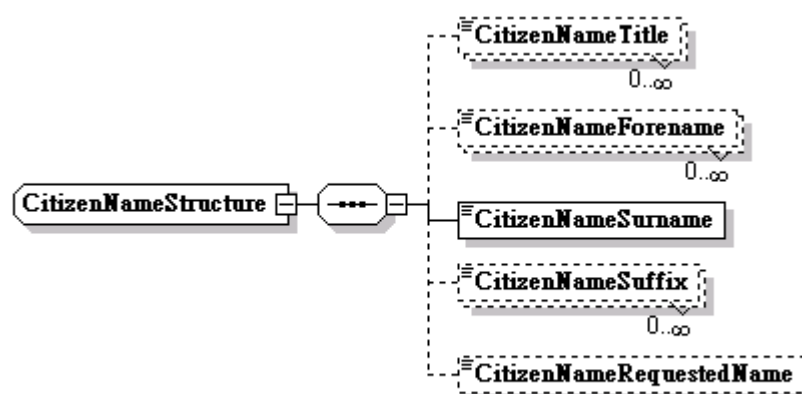 CitizenNameTitle
0..∞
CitizenNameForename
0..∞
CitizenNameStructure
CitizenNameSurname
CitizenNameSuffix
0..∞
CitizenNameRequestedName